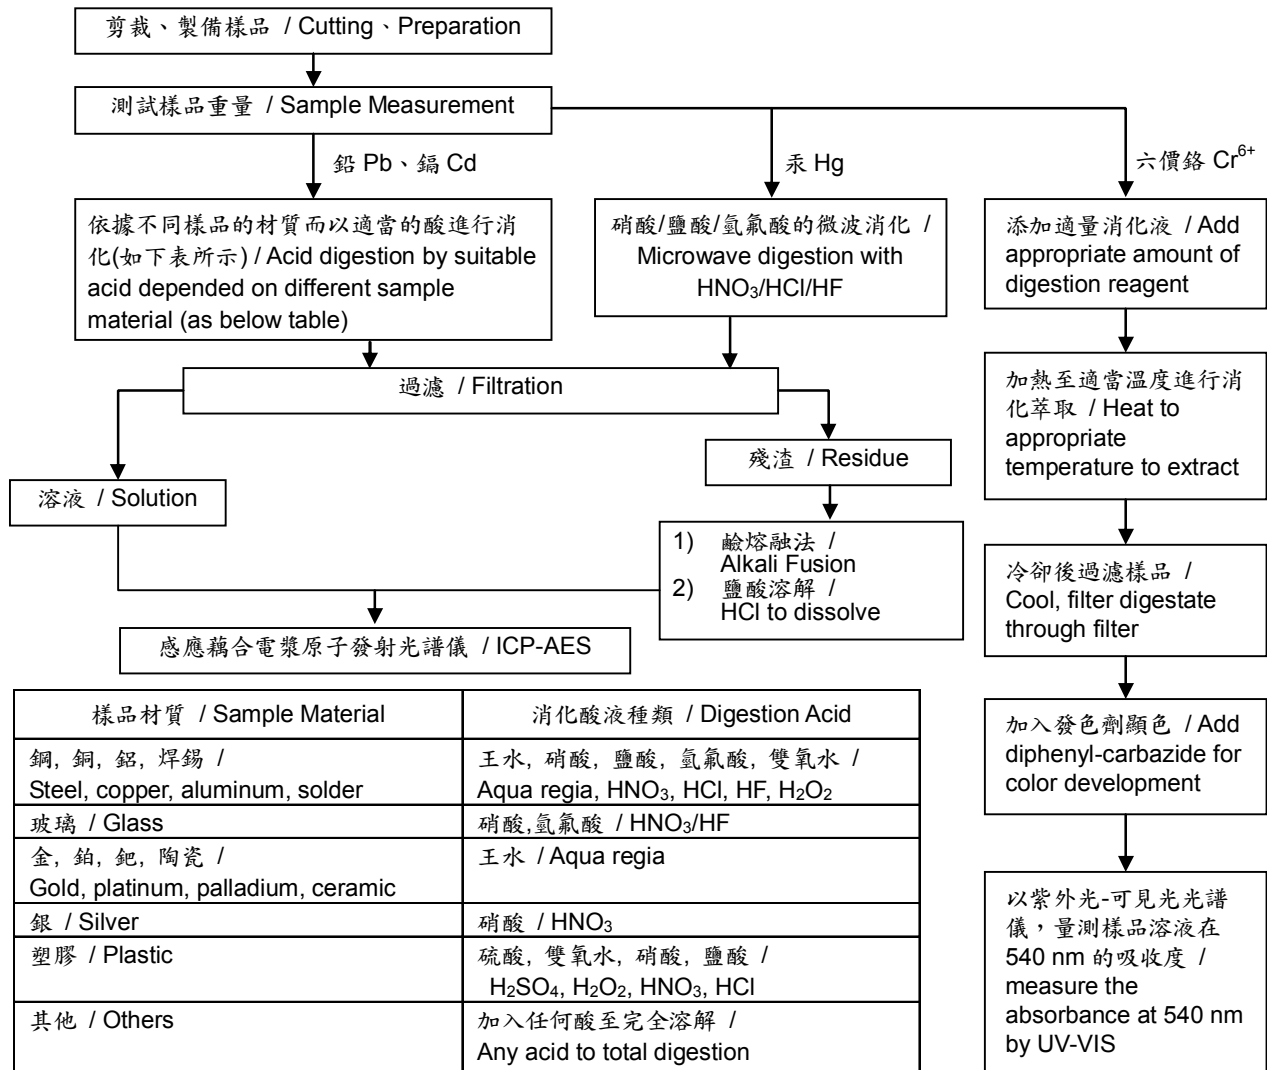 剪裁、製備樣品 / Cutting、Preparation
測試樣品重量 / Sample Measurement
鉛 Pb、鎘 Cd
汞 Hg
六價鉻 Cr6+
依據不同樣品的材質而以適當的酸進行消
化(如下表所示) / Acid digestion by suitable
acid depended on different sample
material (as below table)
硝酸/鹽酸/氫氟酸的微波消化 /
Microwave digestion with
HNO3/HCl/HF
添加適量消化液 / Add
appropriate amount of
digestion reagent
過濾 / Filtration
加熱至適當溫度進行消
化萃取 / Heat to
appropriate
temperature to extract
殘渣 / Residue
溶液 / Solution
1) 鹼熔融法 /
Alkali Fusion
2) 鹽酸溶解 /
HCl to dissolve
冷卻後過濾樣品 /
Cool, filter digestate
through filter
感應藕合電漿原子發射光譜儀 / ICP-AES
加入發色劑顯色 / Add
diphenyl-carbazide for
color development
以紫外光-可見光光譜
儀，量測樣品溶液在
540 nm 的吸收度 /
measure the
absorbance at 540 nm
by UV-VIS
樣品材質 / Sample Material
消化酸液種類 / Digestion Acid
鋼, 銅, 鋁, 焊錫 /
Steel, copper, aluminum, solder
王水, 硝酸, 鹽酸, 氫氟酸, 雙氧水 /
Aqua regia, HNO3, HCl, HF, H2O2
玻璃 / Glass
硝酸,氫氟酸 / HNO3/HF
金, 鉑, 鈀, 陶瓷 /
Gold, platinum, palladium, ceramic
王水 / Aqua regia
銀 / Silver
硝酸 / HNO3
塑膠 / Plastic
硫酸, 雙氧水, 硝酸, 鹽酸 /
H2SO4, H2O2, HNO3, HCl
其他 / Others
加入任何酸至完全溶解 /
Any acid to total digestion